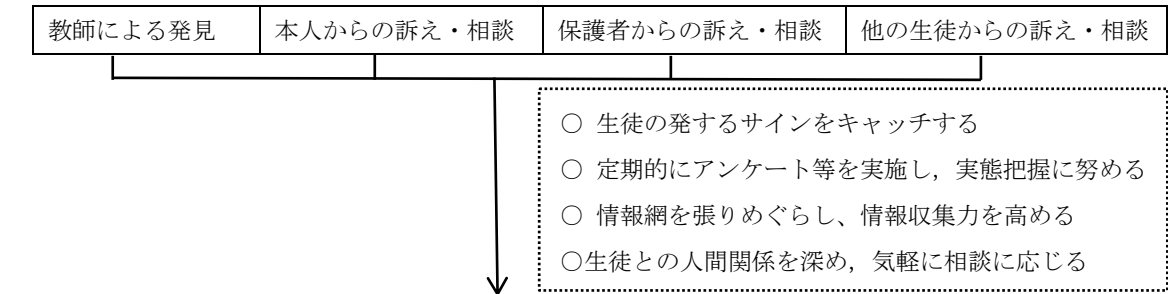 教師による発見 本人からの訴え・相談 保護者からの訴え・相談 他の生徒からの訴え・相談
○ 生徒の発するサインをキャッチする
○ 定期的にアンケート等を実施し，実態把握に努める
○ 情報網を張りめぐらし、情報収集力を高める
○生徒との人間関係を深め，気軽に相談に応じる